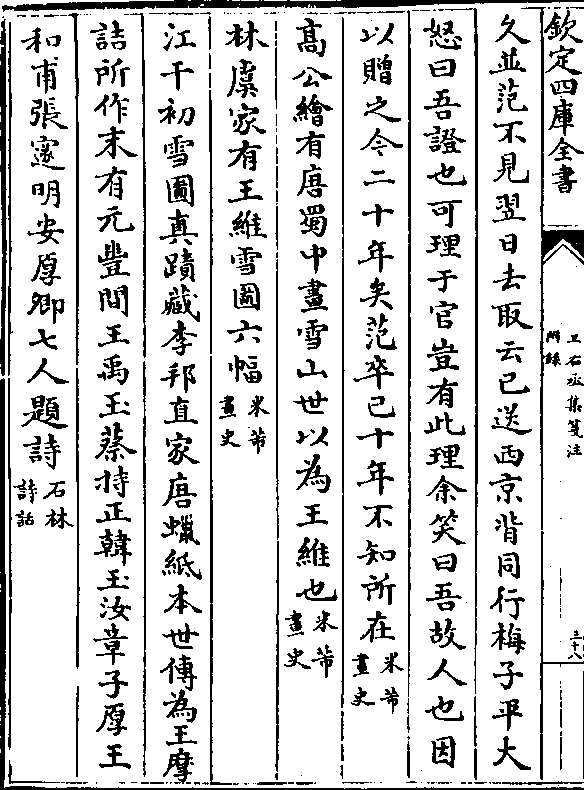 欽定四庫全書
王右丞集箋注
附錄
三十八
久並范不見翌日去取云已送西京背同行梅子平大
怒曰吾證也可理于官豈有此理余笑曰吾故人也因
以贈之今二十年矣范卒已十年不知所在米芾畫史
高公繪有唐蜀中畫雪山世以為王維也米芾畫史
林虞家有王維雪圖六幅米芾畫史
江干初雪圖真蹟藏李邦直家唐蠟紙本世傳為王摩
詰所作末有元豐間王禹玉蔡持正韓玉汝章子厚王
和甫張邃明安厚卿七人題詩石林詩話